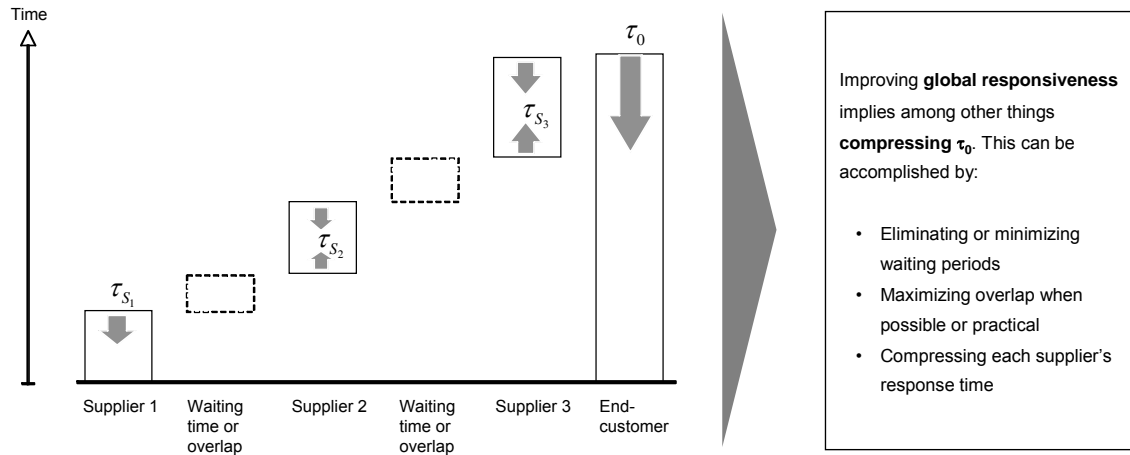 Time
τ0
τS3
τS2
τS1
Supplier 1
Waiting
time or
overlap
Supplier 2
Waiting
time or
overlap
Supplier 3
End-
customer
Improving global responsiveness
implies among other things
compressing τ0. This can be
accomplished by:
• Eliminating or minimizing
waiting periods
• Maximizing overlap when
possible or practical
• Compressing each supplier’s
response time